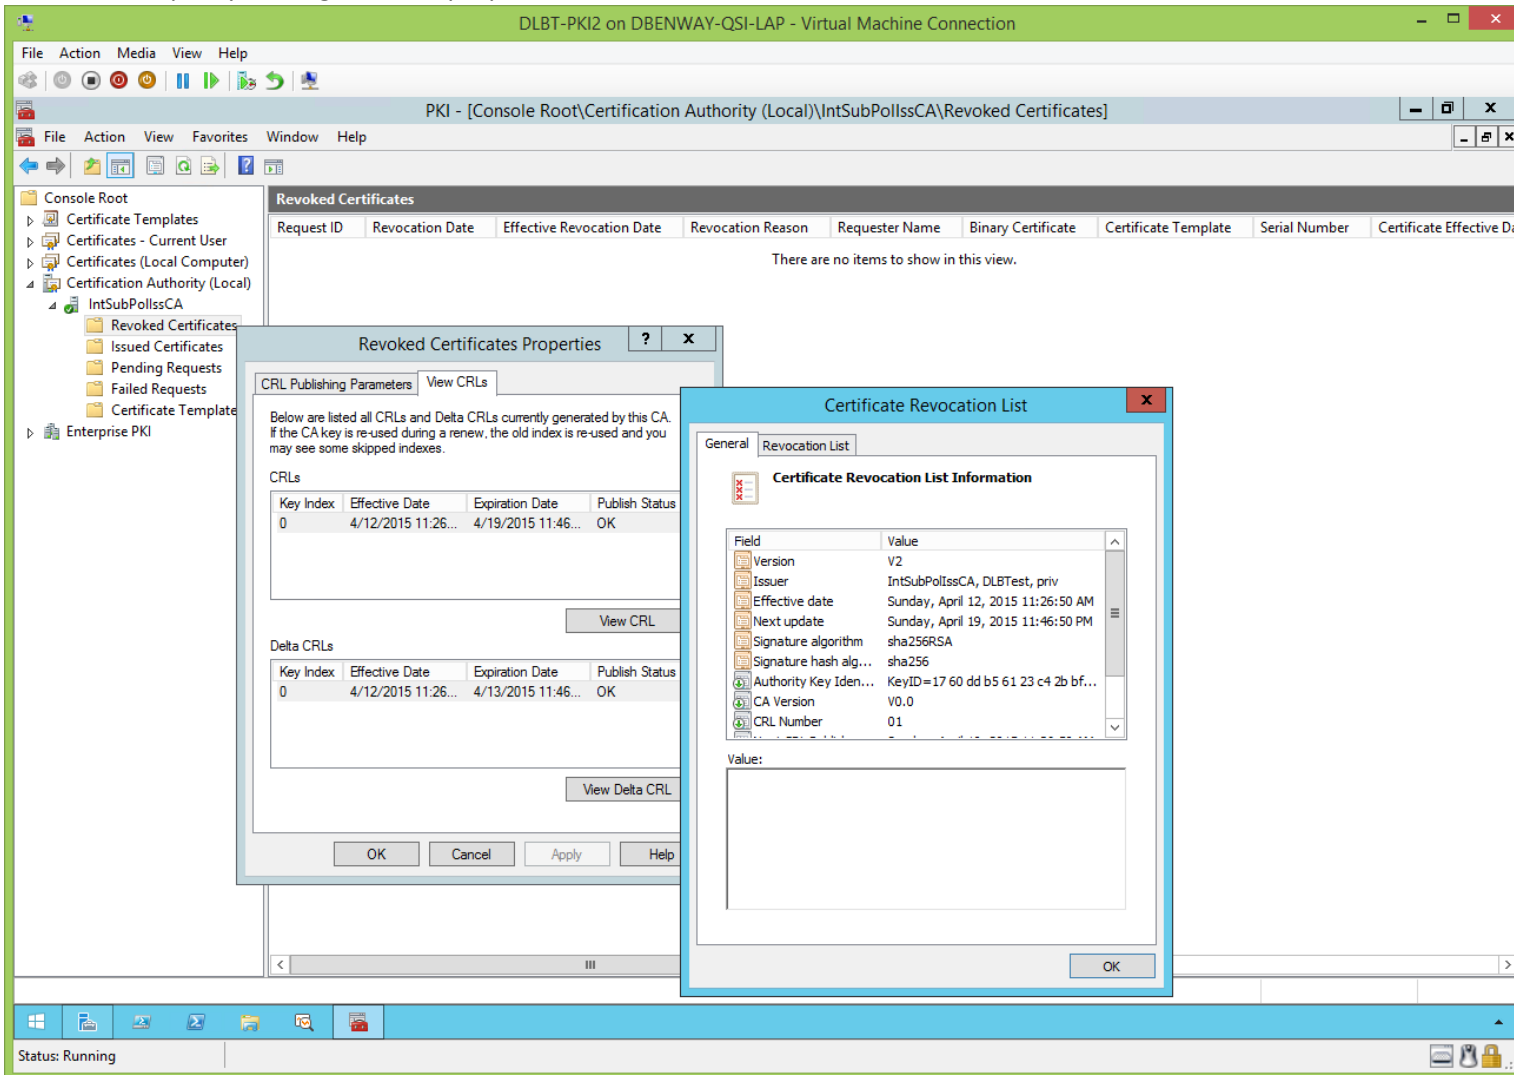 DLBT-PKI2 on DBENWAY-QSI-LAP - Virtual Machine Connection
File Action Media View Help
PKI - [Console Root\Certification Authority (Local)\IntSubPolIssCA\Revoked Certificates]
File Action View Favorites Window Help
Console Root
Certificate Templates
Certificates - Current User
Certificates (Local Computer)
Certification Authority (Local)
IntSubPolIssCA
Revoked Certificates
Issued Certificates
Pending Requests
Failed Requests
Certificate Template
Enterprise PKI
Revoked Certificates
Request ID Revocation Date Effective Revocation Date Revocation Reason Requester Name Binary Certificate Certificate Template Serial Number Certificate Effective Da
There are no items to show in this view.
Revoked Certificates Properties
CRL Publishing Parameters View CRLs
Below are listed all CRLs and Delta CRLs currently generated by this CA.
If the CA key is re-used during a renew, the old index is re-used and you
may see some skipped indexes.
CRLs
Key Index Effective Date Expiration Date Publish Status
0 4/12/2015 11:26... 4/19/2015 11:46... OK
View CRL
Delta CRLs
Key Index Effective Date Expiration Date Publish Status
0 4/12/2015 11:26... 4/13/2015 11:46... OK
View Delta CRL
OK Cancel Apply Help
Certificate Revocation List
General Revocation List
Certificate Revocation List Information
Field Value
Version V2
Issuer IntSubPolIssCA, DLBTest, priv
Effective date Sunday, April 12, 2015 11:26:50 AM
Next update Sunday, April 19, 2015 11:46:50 PM
Signature algorithm sha256RSA
Signature hash alg... sha256
Authority Key Iden... KeyID=17 60 dd b5 61 23 c4 2b bf...
CA Version V0.0
CRL Number 01
Value:
OK
Status: Running